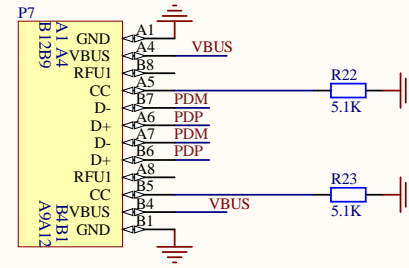 P7
A1 A4
B12B9
GND A1
VBUS A4 VBUS
RFU1 B8
CC A5 R22 5.1K
D- B7 PDM
D+ A6 PDP
D- A7 PDM
D+ B6 PDP
RFU1 A8
CC B5 R23 5.1K
VBUS B4 VBUS
GND B1
B4B1
A9A12